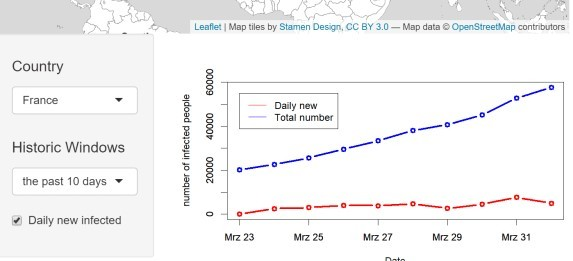 Leaflet | Map tiles by Stamen Design, CC BY 3.0 — Map data © OpenStreetMap contributors
Country
France
Historic Windows
the past 10 days
Daily new infected
number of infected people
60000
40000
20000
0
Daily new
Total number
Mrz 23 Mrz 25 Mrz 27 Mrz 29 Mrz 31
Date